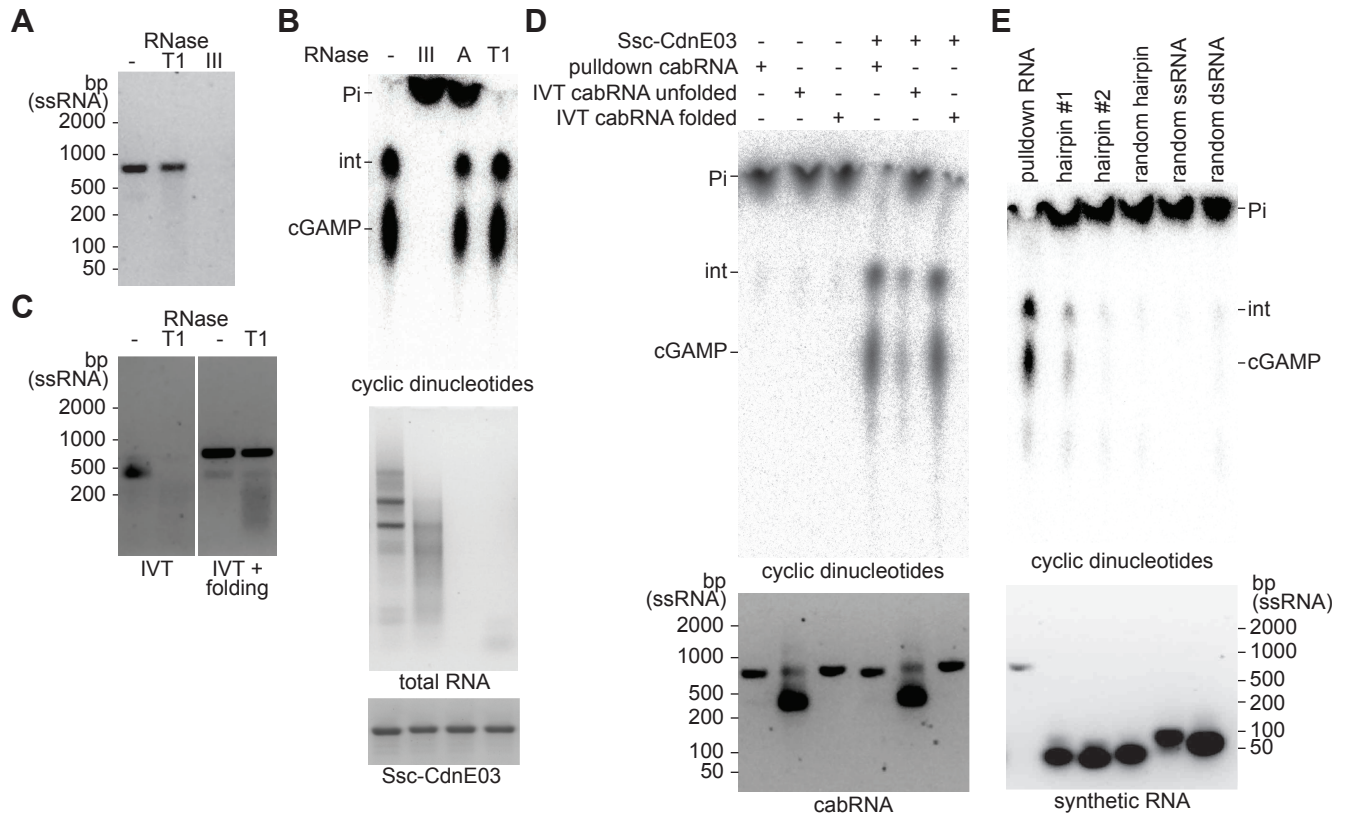 A
RNase
- T1 III
bp
(ssRNA)
2000
1000
500
200
100
50
B
RNase - III A T1
Pi
int
cGAMP
cyclic dinucleotides
total RNA
Ssc-CdnE03
C
RNase
- T1 - T1
bp
(ssRNA)
2000
1000
500
200
IVT
IVT +
folding
D
Ssc-CdnE03 - - - + + +
pulldown cabRNA + - - + - -
IVT cabRNA unfolded - + - - + -
IVT cabRNA folded - - + - - +
Pi
int
cGAMP
cyclic dinucleotides
bp
(ssRNA)
2000
1000
500
200
100
50
cabRNA
E
pulldown RNA
hairpin #1
hairpin #2
random hairpin
random ssRNA
random dsRNA
Pi
int
cGAMP
cyclic dinucleotides
bp
(ssRNA)
2000
1000
500
200
100
50
synthetic RNA